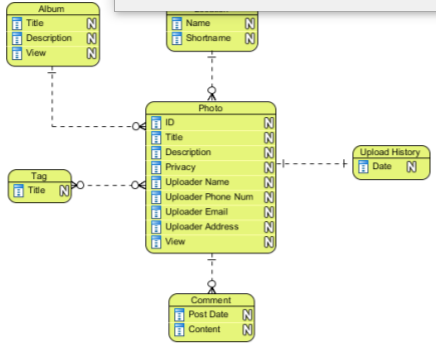 Album
Title N
Description N
View N
Name N
Shortname N
Photo
ID N
Title N
Description N
Privacy N
Uploader Name N
Uploader Phone Num N
Uploader Email N
Uploader Address N
View N
Upload History
Date N
Tag
Title N
Comment
Post Date N
Content N